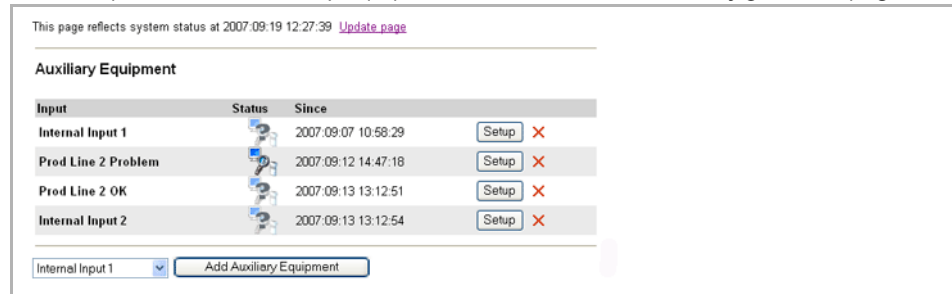 This page reflects system status at 2007:09:19 12:27:39 Update page
Auxiliary Equipment
Input Status Since
Internal Input 1 2007:09:07 10:58:29 Setup
Prod Line 2 Problem 2007:09:12 14:47:18 Setup
Prod Line 2 OK 2007:09:13 13:12:51 Setup
Internal Input 2 2007:09:13 13:12:54 Setup
Internal Input 1 Add Auxiliary Equipment